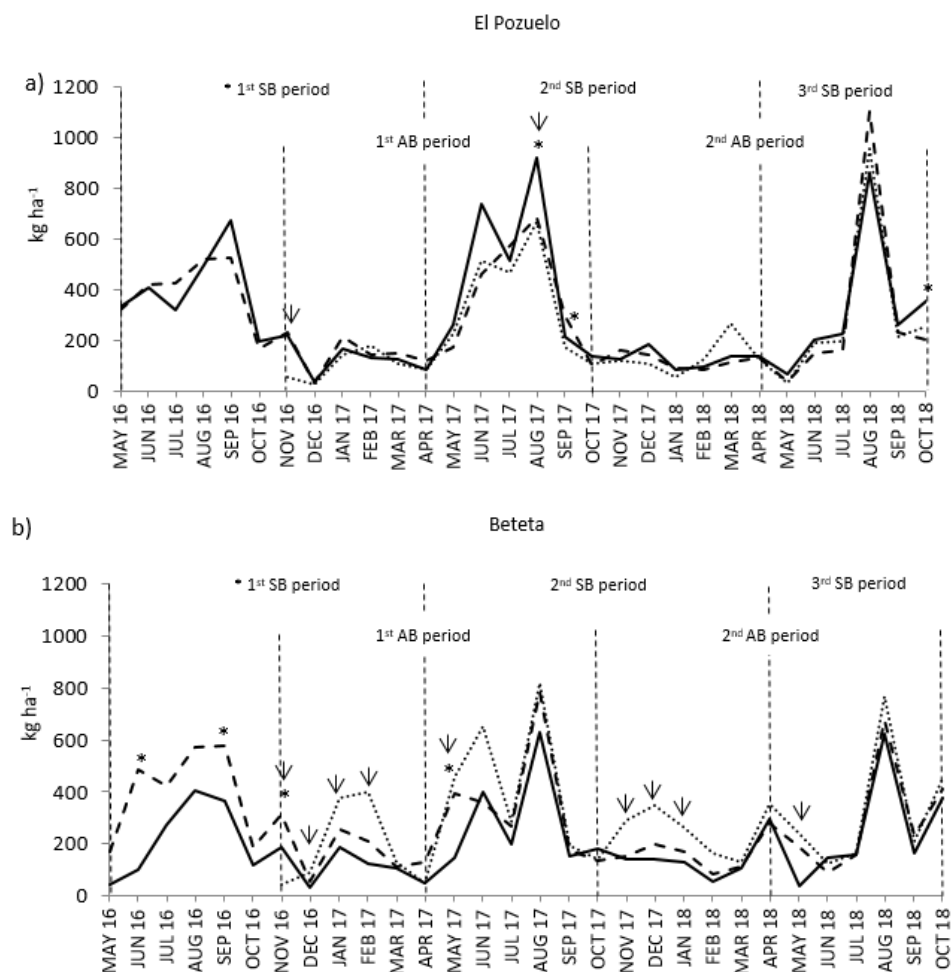 El Pozuelo
a)
* 1st SB period
2nd SB period
3rd SB period
1st AB period
2nd AB period
kg ha-1
1200
1000
800
600
400
200
0
*
*
*
MAY 16
JUN 16
JUL 16
AUG 16
SEP 16
OCT 16
NOV 16
DEC 16
JAN 17
FEB 17
MAR 17
APR 17
MAY 17
JUN 17
JUL 17
AUG 17
SEP 17
OCT 17
NOV 17
DEC 17
JAN 18
FEB 18
MAR 18
APR 18
MAY 18
JUN 18
JUL 18
AUG 18
SEP 18
OCT 18
b)
Beteta
* 1st SB period
2nd SB period
3rd SB period
1st AB period
2nd AB period
kg ha-1
1200
1000
800
600
400
200
0
*
*
*
*
MAY 16
JUN 16
JUL 16
AUG 16
SEP 16
OCT 16
NOV 16
DEC 16
JAN 17
FEB 17
MAR 17
APR 17
MAY 17
JUN 17
JUL 17
AUG 17
SEP 17
OCT 17
NOV 17
DEC 17
JAN 18
FEB 18
MAR 18
APR 18
MAY 18
JUN 18
JUL 18
AUG 18
SEP 18
OCT 18